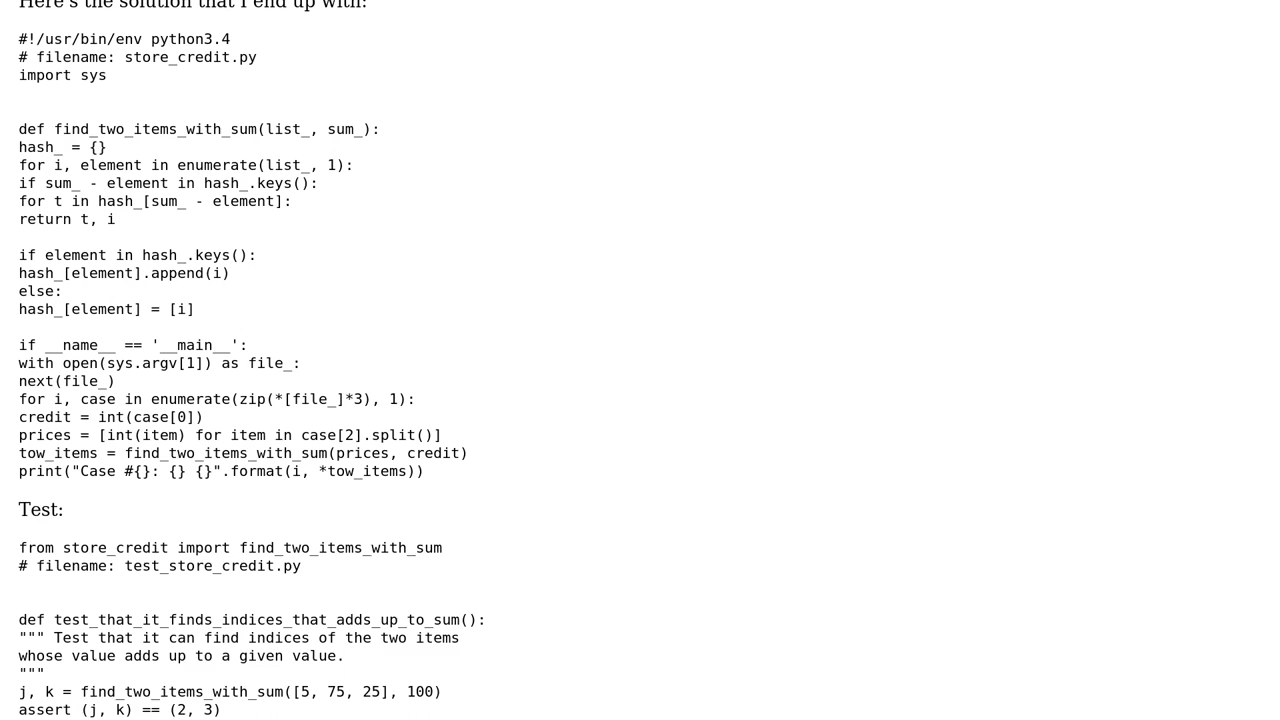 Here's the solution that I end up with:
#!/usr/bin/env python3.4
# filename: store_credit.py
import sys
def find_two_items_with_sum(list_, sum_):
hash_ = {}
for i, element in enumerate(list_, 1):
if sum_ - element in hash_.keys():
for t in hash_[sum_ - element]:
return t, i
if element in hash_.keys():
hash_[element].append(i)
else:
hash_[element] = [i]
if __name__ == '__main__':
with open(sys.argv[1]) as file_:
next(file_)
for i, case in enumerate(zip(*[file_]*3), 1):
credit = int(case[0])
prices = [int(item) for item in case[2].split()]
tow_items = find_two_items_with_sum(prices, credit)
print("Case #{}: {} {}".format(i, *tow_items))
Test:
from store_credit import find_two_items_with_sum
# filename: test_store_credit.py
def test_that_it_finds_indices_that_adds_up_to_sum():
""" Test that it can find indices of the two items
whose value adds up to a given value.
"""
j, k = find_two_items_with_sum([5, 75, 25], 100)
assert (j, k) == (2, 3)